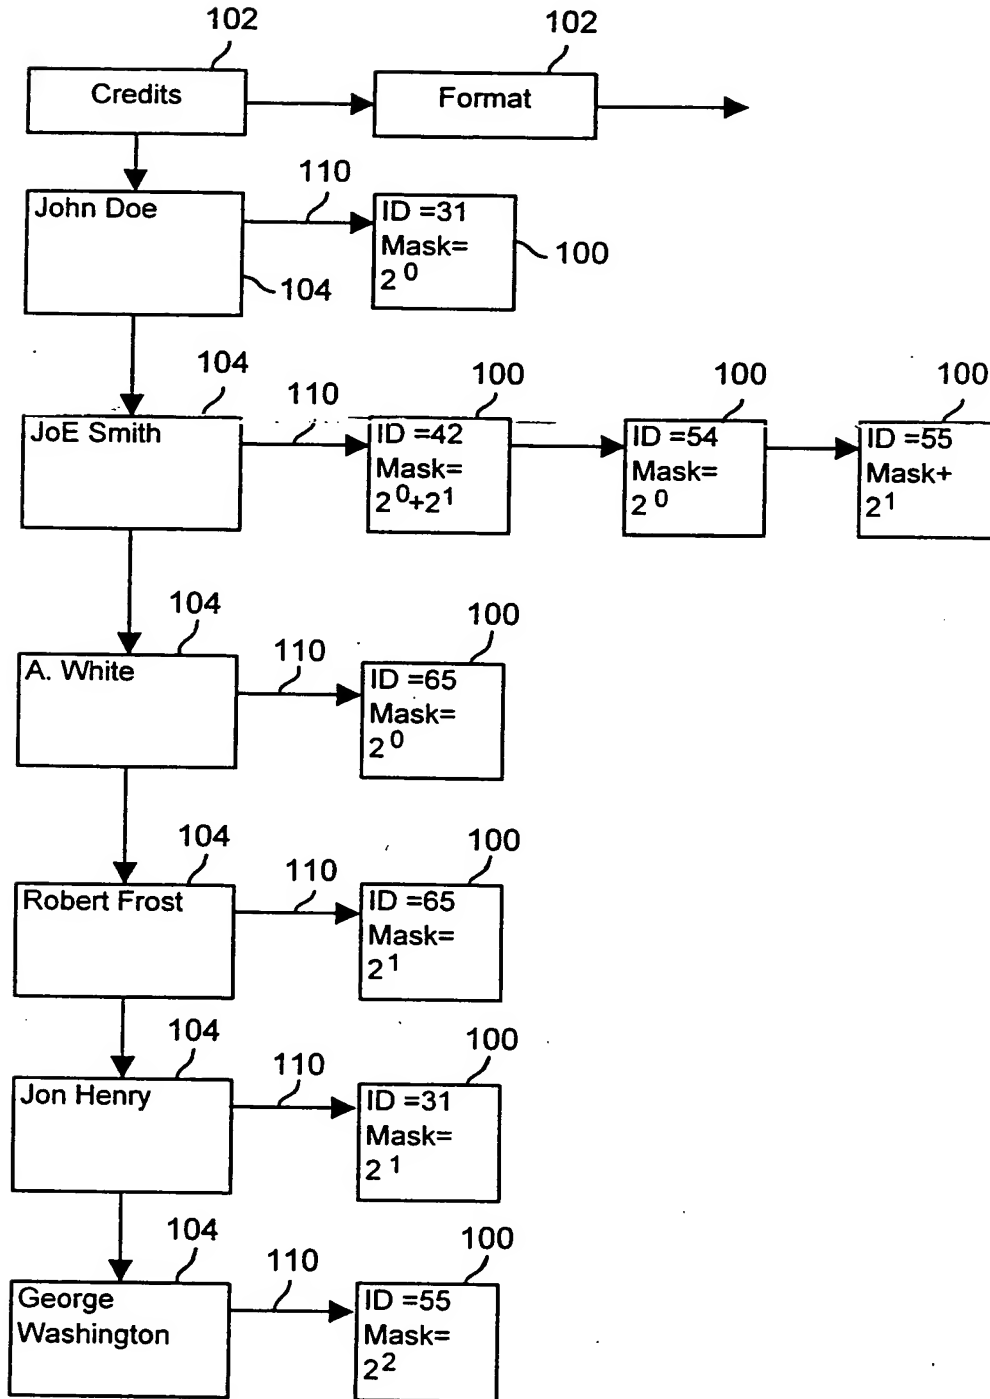 102
102
Credits
Format
110
John Doe
ID =31
Mask=
2^0
100
104
104
110
100
100
100
JoE Smith
ID =42
Mask=
2^0+2^1
ID =54
Mask=
2^0
ID =55
Mask+
2^1
104
110
100
A. White
ID =65
Mask=
2^0
104
110
100
Robert Frost
ID =65
Mask=
2^1
104
110
100
Jon Henry
ID =31
Mask=
2^1
104
110
100
George
Washington
ID =55
Mask=
2^2